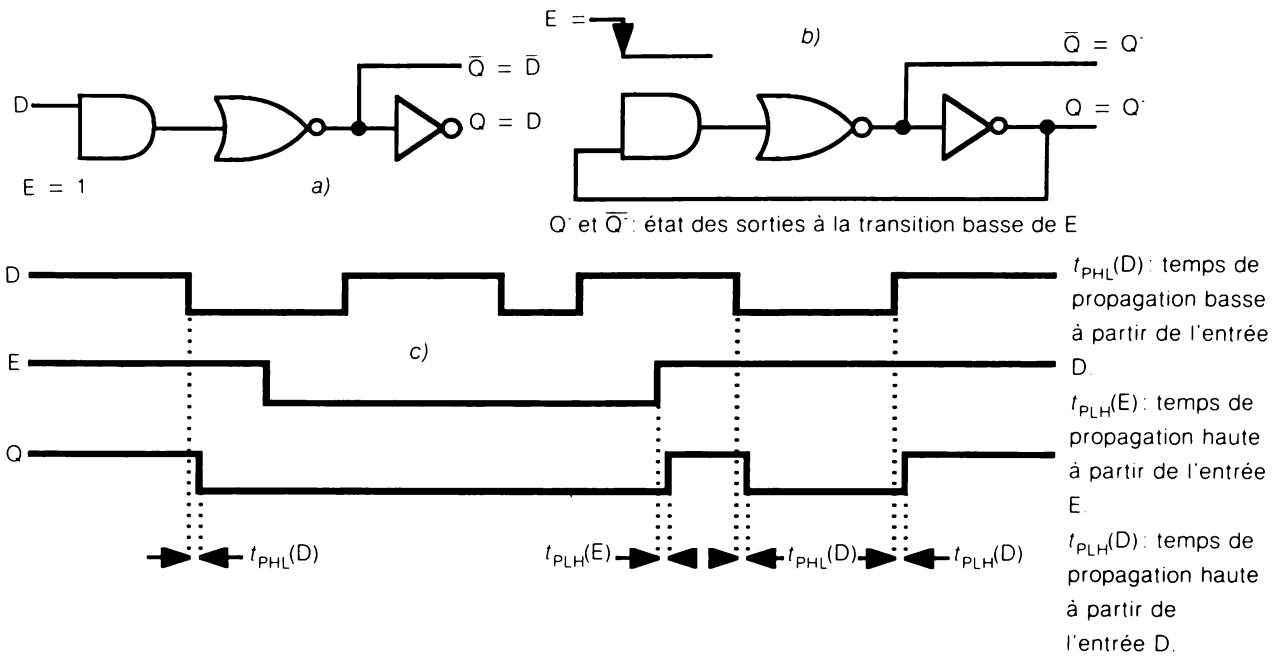 E =
b)
Q̅ = Q⁻
Q = Q⁻
D
Q̅ = D̅
Q = D
E = 1
a)
Q⁻ et Q̅⁻ : état des sorties à la transition basse de E
D
E
c)
Q
t_PHL(D)
t_PLH(E)
t_PHL(D)
t_PLH(D)
t_PHL(D) : temps de
propagation basse
à partir de l'entrée
D.
t_PLH(E) : temps de
propagation haute
à partir de l'entrée
E.
t_PLH(D) : temps de
propagation haute
à partir de
l'entrée D.